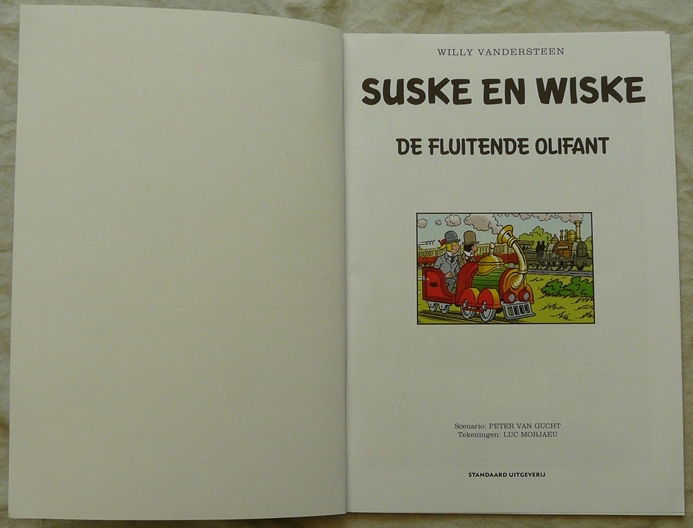 WILLY VANDERSTEEN
SUSKE EN WISKE
DE FLUITENDE OLIFANT
Scenario: PETER VAN GUCHT
Tekeningen: LUC MORJAEU
STANDAARD UITGEVERIJ